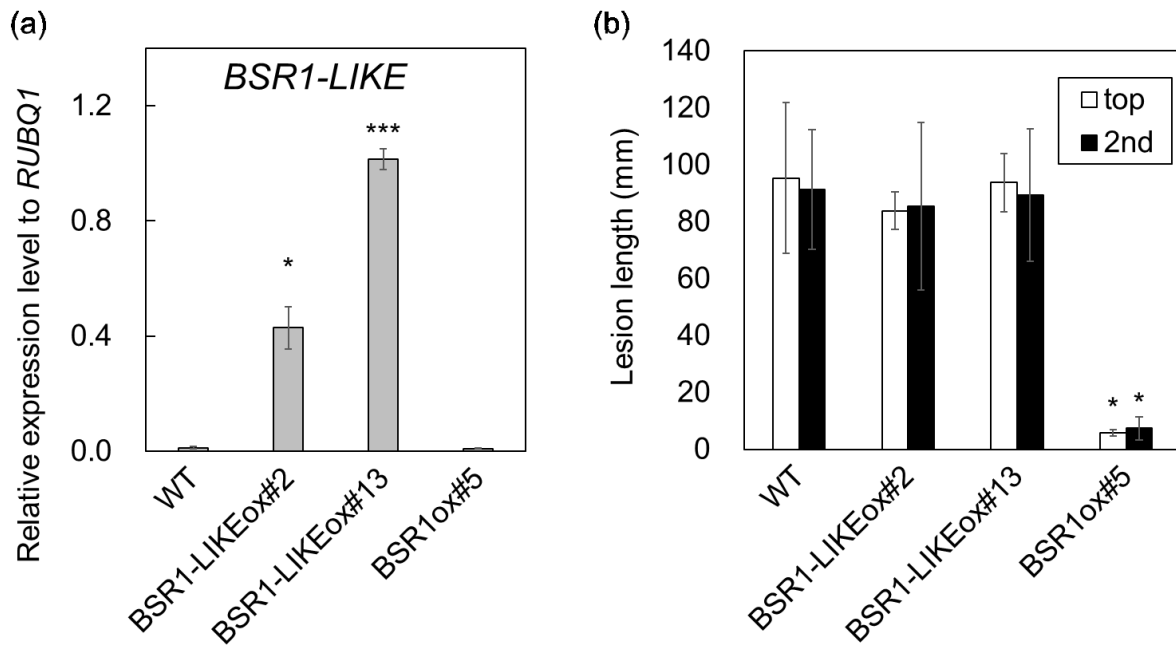 (a)
BSR1-LIKE
Relative expression level to RUBQ1
1.2
0.8
0.4
0.0
*
***
WT
BSR1-LIKEox#2
BSR1-LIKEox#13
BSR1ox#5
(b)
Lesion length (mm)
140
120
100
80
60
40
20
0
top
2nd
* *
WT
BSR1-LIKEox#2
BSR1-LIKEox#13
BSR1ox#5